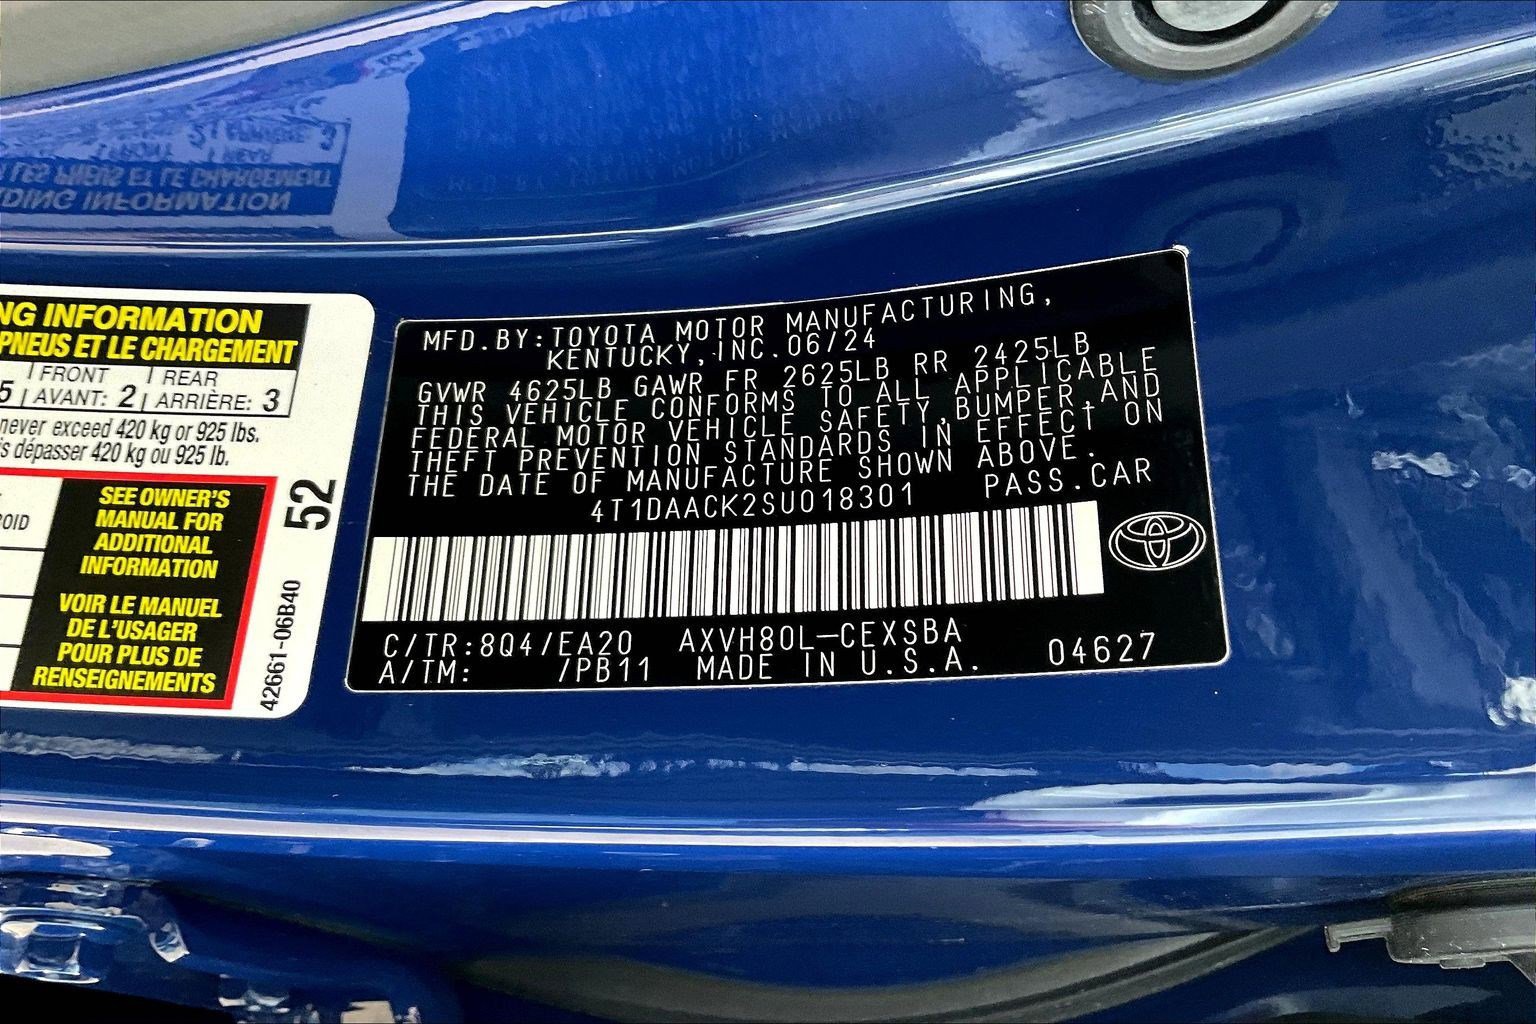 NG INFORMATION
PNEUS ET LE CHARGEMENT
5 | FRONT | REAR
| AVANT: 2 | ARRIÈRE: 3
never exceed 420 kg or 925 lbs.
s dépasser 420 kg ou 925 lb.
SEE OWNER'S
MANUAL FOR
ADDITIONAL
INFORMATION
VOIR LE MANUEL
DE L'USAGER
POUR PLUS DE
RENSEIGNEMENTS
OID
52
42661-06B40
MFD.BY:TOYOTA MOTOR MANUFACTURING,
KENTUCKY,INC.06/24
GVWR 4625LB GAWR FR 2625LB RR 2425LB
THIS VEHICLE CONFORMS TO ALL APPLICABLE
FEDERAL MOTOR VEHICLE SAFETY,BUMPER,AND
THEFT PREVENTION STANDARDS IN EFFECT ON
THE DATE OF MANUFACTURE SHOWN ABOVE.
4T1DAACK2SU018301 PASS.CAR
C/TR:8Q4/EA20 AXVH80L-CEXSBA
A/TM: /PB11 MADE IN U.S.A. 04627